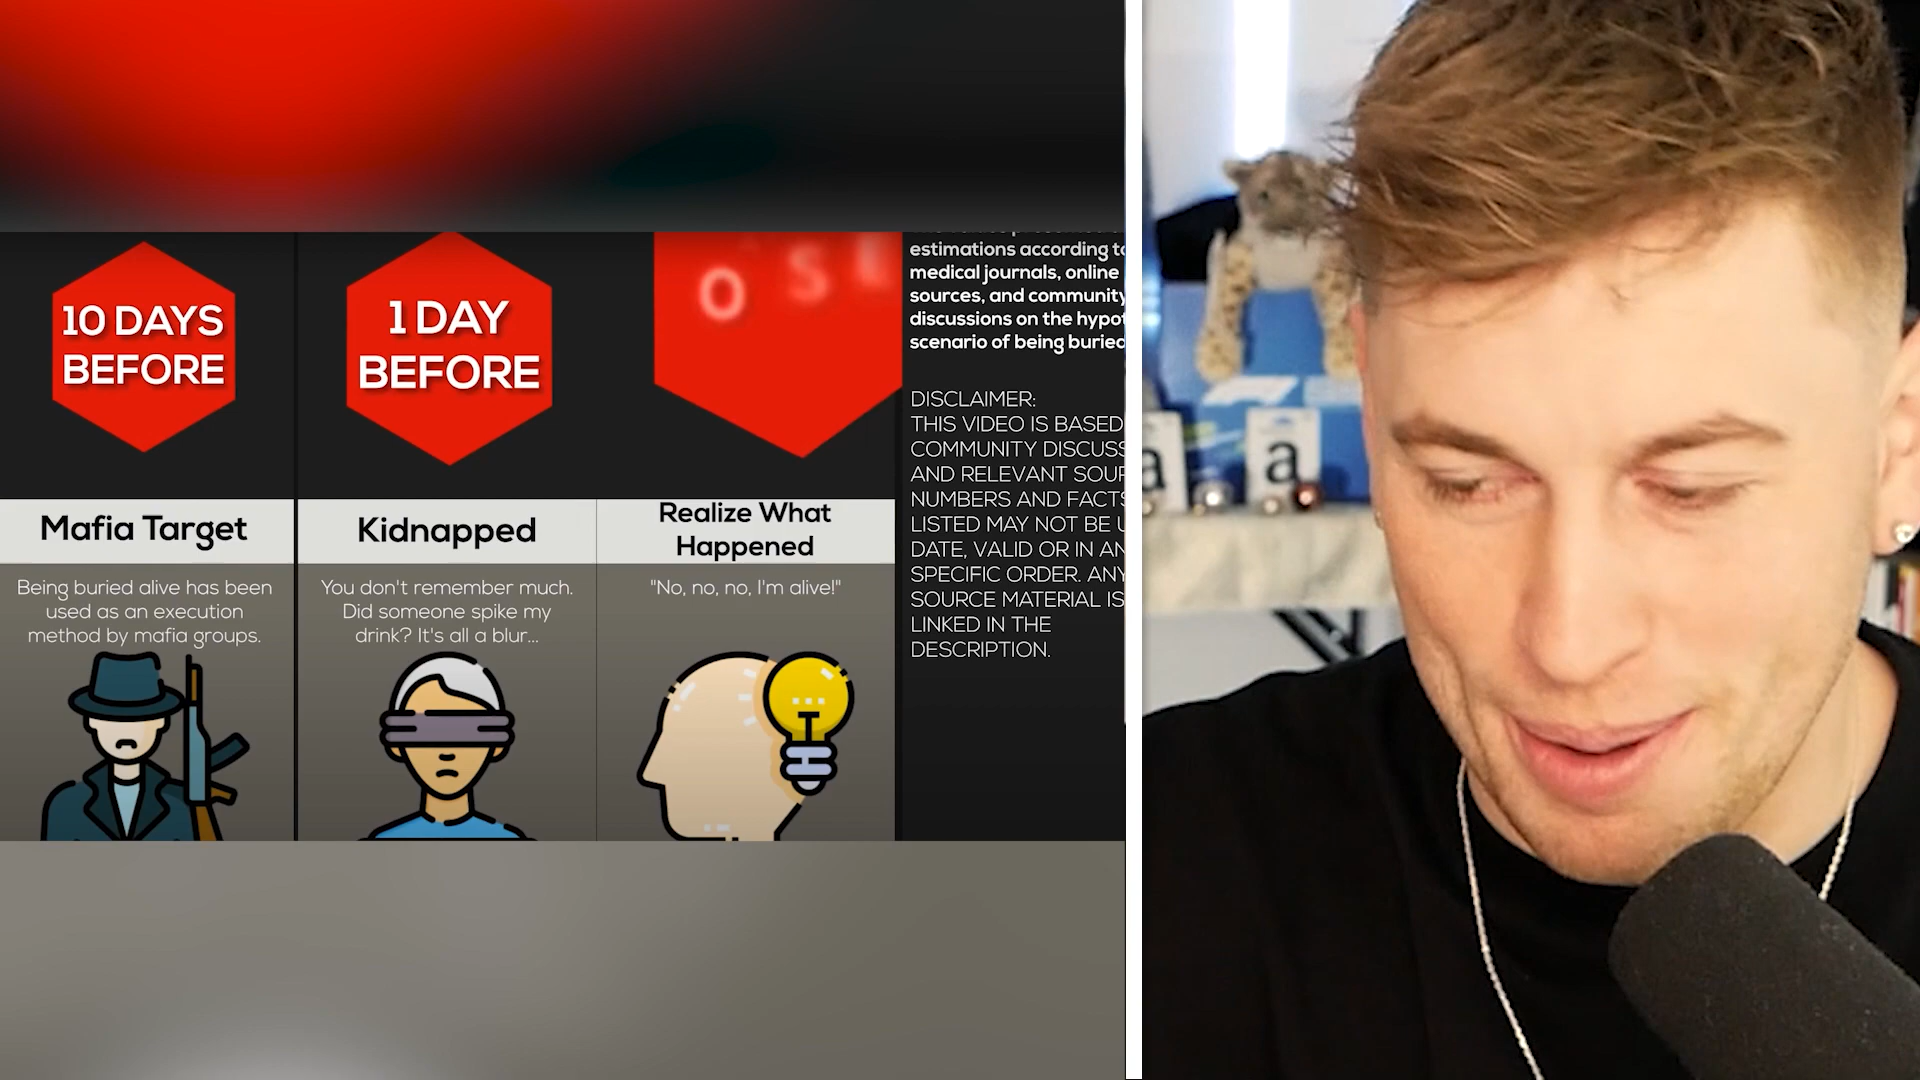 10 DAYS
BEFORE
Mafia Target
Being buried alive has been
used as an execution
method by mafia groups.
1 DAY
BEFORE
Kidnapped
You don't remember much.
Did someone spike my
drink? It's all a blur...
O S E
Realize What
Happened
"No, no, no, I'm alive!"
estimations according to
medical journals, online
sources, and community
discussions on the
scenario of being buried
DISCLAIMER:
THIS VIDEO IS BASED
COMMUNITY
AND RELEVANT
NUMBERS AND FACTS
LISTED MAY NOT BE
DATE, VALID OR IN
SPECIFIC ORDER. ANY
SOURCE MATERIAL IS
LINKED IN THE
DESCRIPTION.
a
a